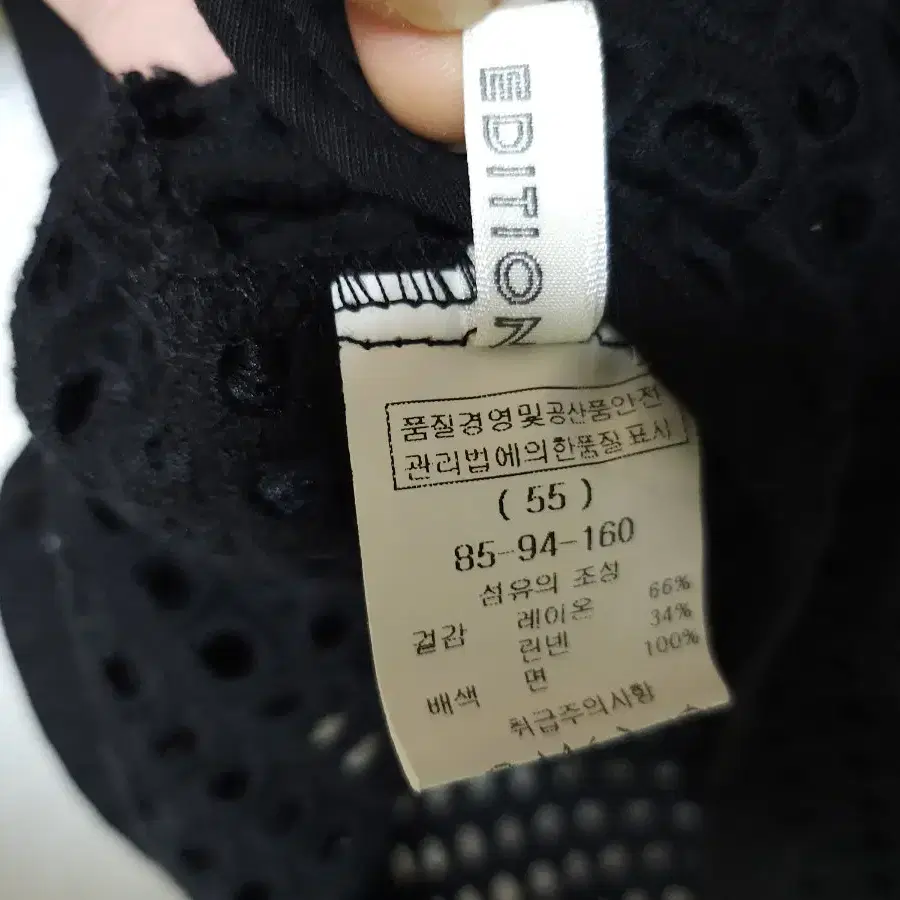 EDITION
품질경영및공산품안전
관리법에의한품질표시
( 55 )
85-94-160
섬유의 조성
겉감 레이온 66%
린넨 34%
배색 면 100%
취급주의사항